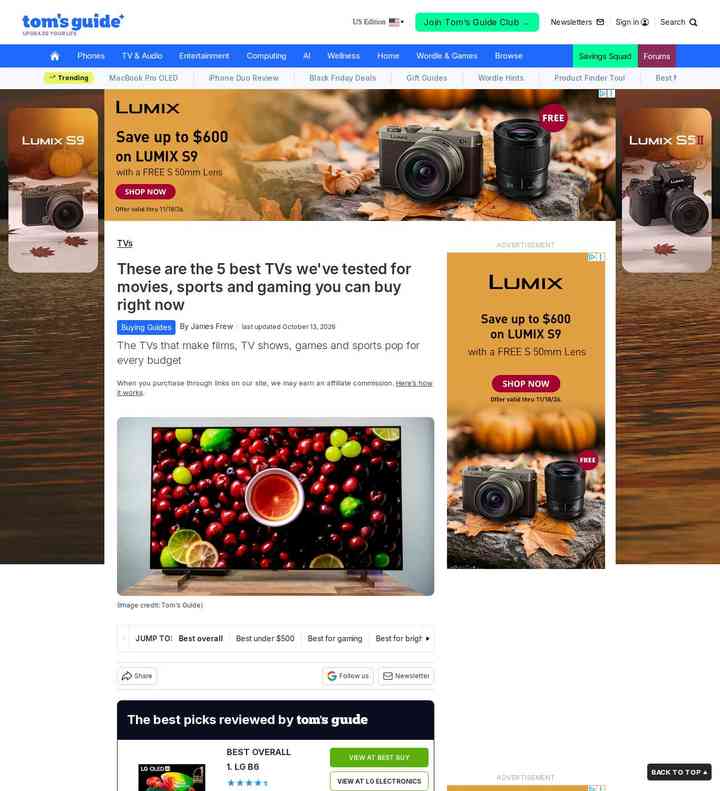 tom's guide
UPGRADE YOUR LIFE
US Edition
Join Tom's Guide Club →
Newsletters
Sign in
Search
Phones
TV & Audio
Entertainment
Computing
AI
Wellness
Home
Wordle & Games
Browse
Savings Squad
Forums
Trending
MacBook Pro OLED
iPhone Duo Review
Black Friday Deals
Gift Guides
Wordle Hints
Product Finder Tool
Best
LUMIX S9
LUMIX
Save up to $600
on LUMIX S9
with a FREE S 50mm Lens
SHOP NOW
Offer valid thru 11/18/26.
FREE
LUMIX S5II
TVs
These are the 5 best TVs we've tested for
movies, sports and gaming you can buy
right now
Buying Guides
By James Frew
last updated October 13, 2026
The TVs that make films, TV shows, games and sports pop for
every budget
When you purchase through links on our site, we may earn an affiliate commission. Here's how
it works.
(Image credit: Tom's Guide)
JUMP TO:
Best overall
Best under $500
Best for gaming
Best for brigh
Share
Follow us
Newsletter
The best picks reviewed by tom's guide
LG OLED
BEST OVERALL
1. LG B6
VIEW AT BEST BUY
VIEW AT LG ELECTRONICS
ADVERTISEMENT
LUMIX
Save up to $600
on LUMIX S9
with a FREE S 50mm Lens
SHOP NOW
Offer valid thru 11/18/26.
FREE
ADVERTISEMENT
BACK TO TOP